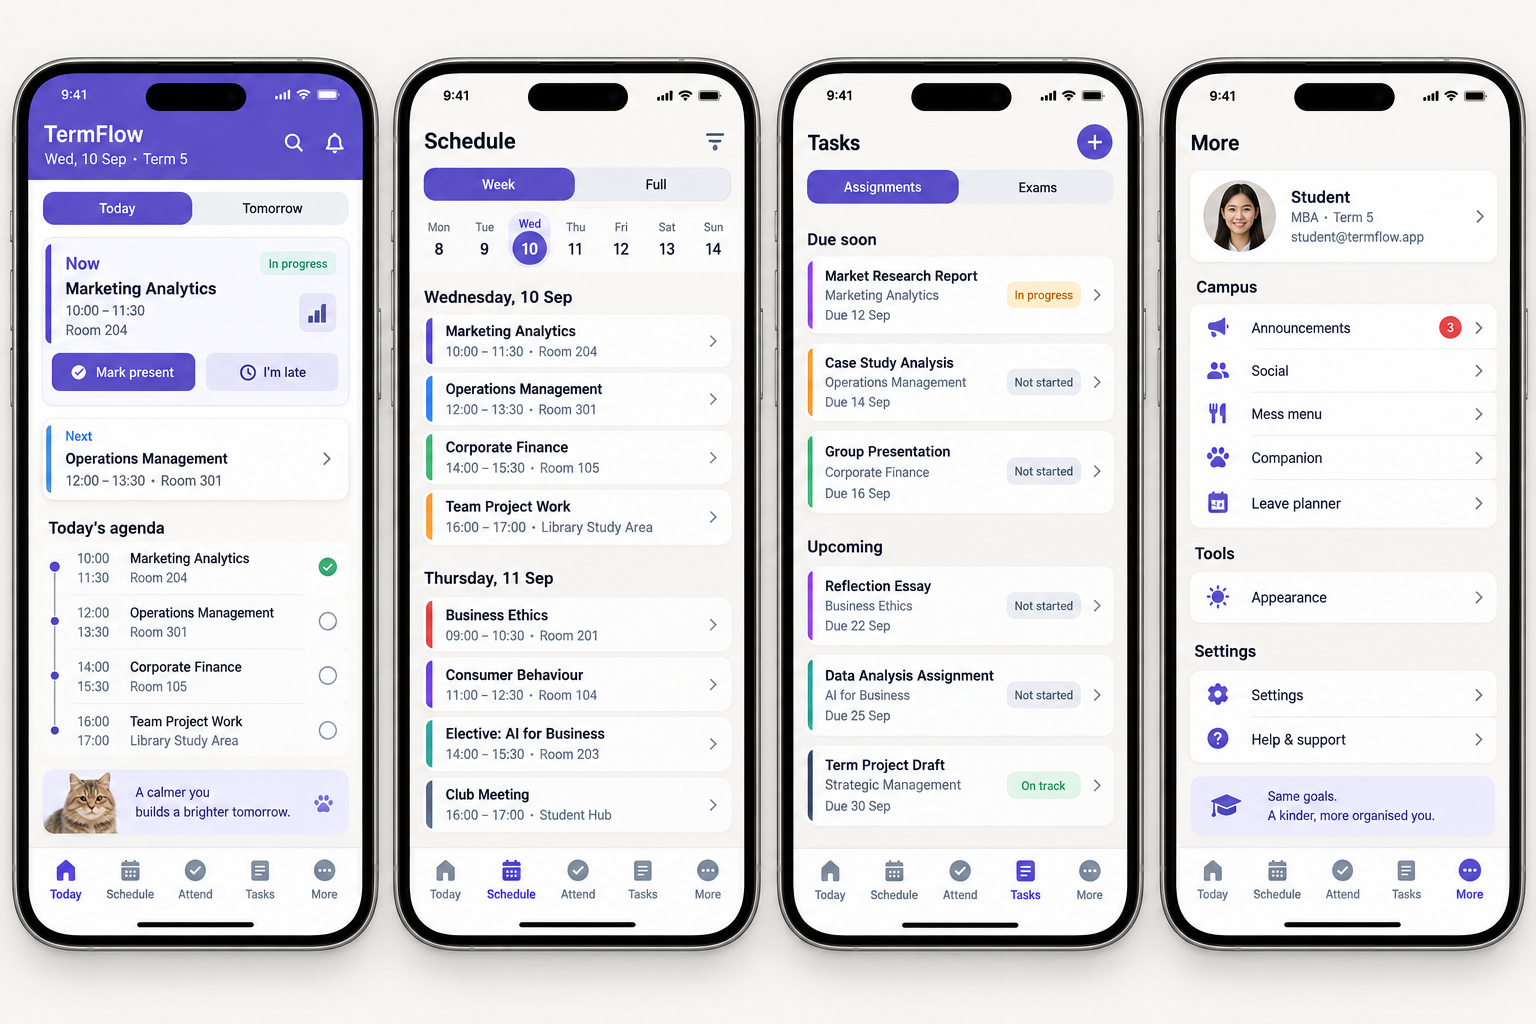 9:41
TermFlow
Wed, 10 Sep • Term 5
Today
Tomorrow
Now
In progress
Marketing Analytics
10:00 – 11:30
Room 204
Mark present
I'm late
Next
Operations Management
12:00 – 13:30 • Room 301
Today's agenda
10:00 Marketing Analytics
11:30 Room 204
12:00 Operations Management
13:30 Room 301
14:00 Corporate Finance
15:30 Room 105
16:00 Team Project Work
17:00 Library Study Area
A calmer you
builds a brighter tomorrow.
Today Schedule Attend Tasks More
9:41
Schedule
Week
Full
Mon Tue Wed Thu Fri Sat Sun
8 9 10 11 12 13 14
Wednesday, 10 Sep
Marketing Analytics
10:00 – 11:30 • Room 204
Operations Management
12:00 – 13:30 • Room 301
Corporate Finance
14:00 – 15:30 • Room 105
Team Project Work
16:00 – 17:00 • Library Study Area
Thursday, 11 Sep
Business Ethics
09:00 – 10:30 • Room 201
Consumer Behaviour
11:00 – 12:30 • Room 104
Elective: AI for Business
14:00 – 15:30 • Room 203
Club Meeting
16:00 – 17:00 • Student Hub
Today Schedule Attend Tasks More
9:41
Tasks
Assignments
Exams
Due soon
Market Research Report
Marketing Analytics
Due 12 Sep
In progress
Case Study Analysis
Operations Management
Due 14 Sep
Not started
Group Presentation
Corporate Finance
Due 16 Sep
Not started
Upcoming
Reflection Essay
Business Ethics
Due 22 Sep
Not started
Data Analysis Assignment
AI for Business
Due 25 Sep
Not started
Term Project Draft
Strategic Management
Due 30 Sep
On track
Today Schedule Attend Tasks More
9:41
More
Student
MBA • Term 5
student@termflow.app
Campus
Announcements 3
Social
Mess menu
Companion
Leave planner
Tools
Appearance
Settings
Settings
Help & support
Same goals.
A kinder, more organised you.
Today Schedule Attend Tasks More